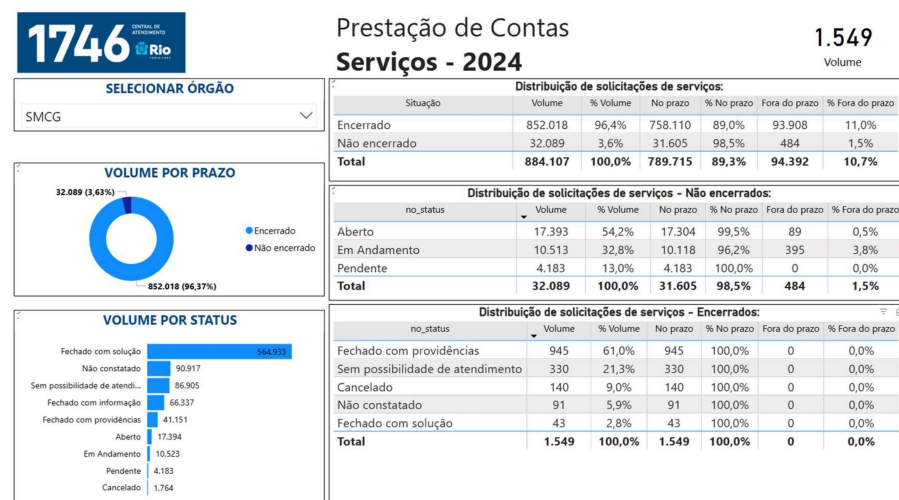 1746
CENTRAL DE
ATENDIMENTO
Rio
Prestação de Contas
Serviços - 2024
1.549
Volume
SELECIONAR ÓRGÃO
SMCG
VOLUME POR PRAZO
32.089 (3,63%)
Encerrado
Não encerrado
852.018 (96,37%)
VOLUME POR STATUS
Fechado com solução 564.933
Não constatado 90.917
Sem possibilidade de atendi... 86.905
Fechado com informação 66.337
Fechado com providências 41.151
Aberto 17.394
Em Andamento 10.523
Pendente 4.183
Cancelado 1.764
Distribuição de solicitações de serviços:
Situação Volume % Volume No prazo % No prazo Fora do prazo % Fora do prazo
Encerrado 852.018 96,4% 758.110 89,0% 93.908 11,0%
Não encerrado 32.089 3,6% 31.605 98,5% 484 1,5%
Total 884.107 100,0% 789.715 89,3% 94.392 10,7%
Distribuição de solicitações de serviços - Não encerrados:
no_status Volume % Volume No prazo % No prazo Fora do prazo % Fora do prazo
Aberto 17.393 54,2% 17.304 99,5% 89 0,5%
Em Andamento 10.513 32,8% 10.118 96,2% 395 3,8%
Pendente 4.183 13,0% 4.183 100,0% 0 0,0%
Total 32.089 100,0% 31.605 98,5% 484 1,5%
Distribuição de solicitações de serviços - Encerrados:
no_status Volume % Volume No prazo % No prazo Fora do prazo % Fora do prazo
Fechado com providências 945 61,0% 945 100,0% 0 0,0%
Sem possibilidade de atendimento 330 21,3% 330 100,0% 0 0,0%
Cancelado 140 9,0% 140 100,0% 0 0,0%
Não constatado 91 5,9% 91 100,0% 0 0,0%
Fechado com solução 43 2,8% 43 100,0% 0 0,0%
Total 1.549 100,0% 1.549 100,0% 0 0,0%